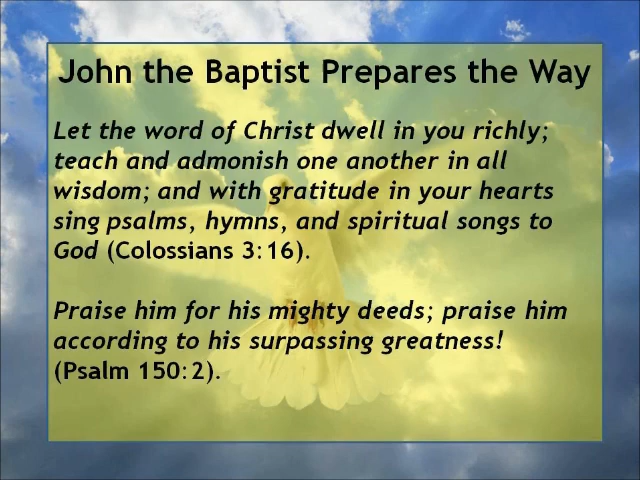 John the Baptist Prepares the Way
Let the word of Christ dwell in you richly;
teach and admonish one another in all
wisdom; and with gratitude in your hearts
sing psalms, hymns, and spiritual songs to
God (Colossians 3:16).
Praise him for his mighty deeds; praise him
according to his surpassing greatness!
(Psalm 150:2).